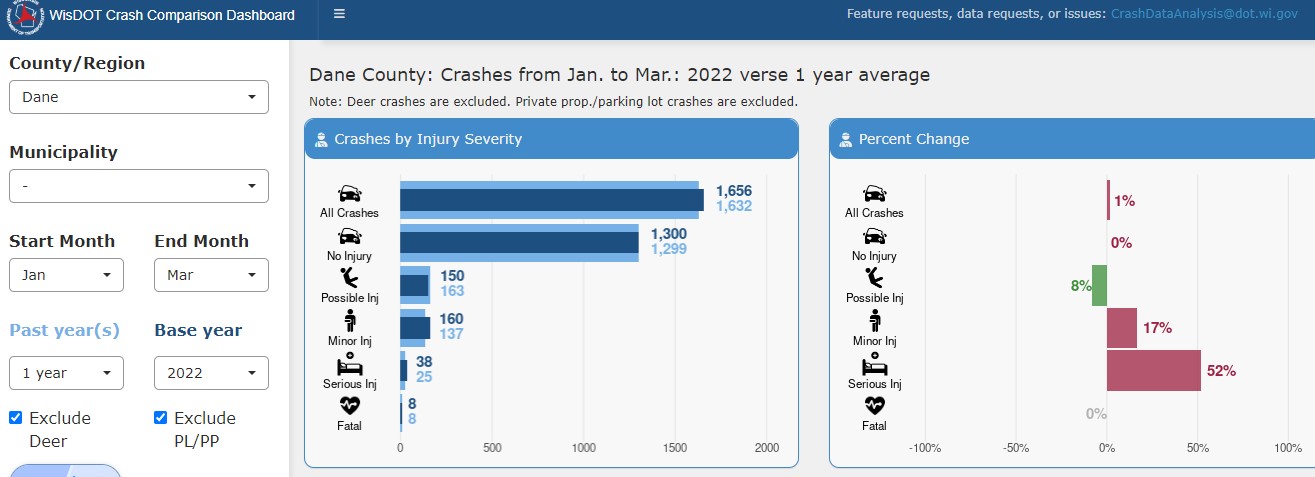 WisDOT Crash Comparison Dashboard
Feature requests, data requests, or issues: CrashDataAnalysis@dot.wi.gov
County/Region
Dane
Municipality
-
Start Month
End Month
Jan
Mar
Past year(s)
Base year
1 year
2022
Exclude Deer
Exclude PL/PP
Dane County: Crashes from Jan. to Mar.: 2022 verse 1 year average
Note: Deer crashes are excluded. Private prop./parking lot crashes are excluded.
Crashes by Injury Severity
All Crashes
1,656
1,632
No Injury
1,300
1,299
Possible Inj
150
163
Minor Inj
160
137
Serious Inj
38
25
Fatal
8
8
0 500 1000 1500 2000
Percent Change
All Crashes
1%
No Injury
0%
Possible Inj
8%
Minor Inj
17%
Serious Inj
52%
Fatal
0%
-100% -50% 0% 50% 100%